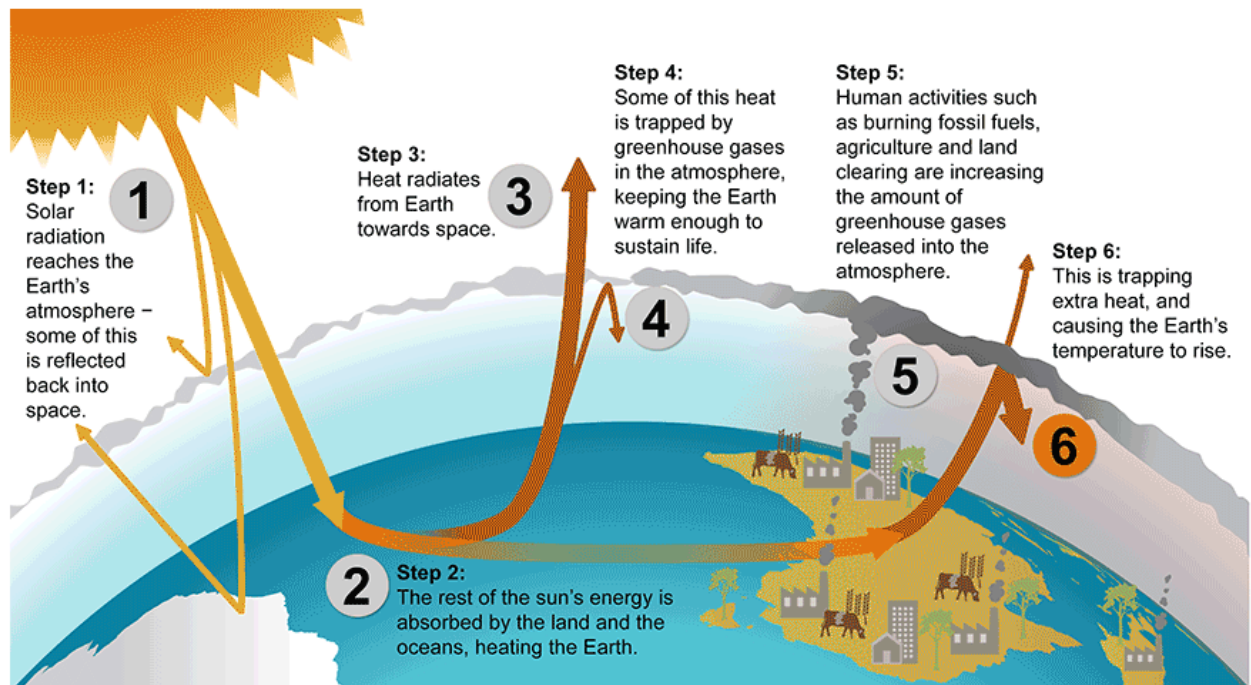 Step 1:
Solar
radiation
reaches the
Earth's
atmosphere –
some of this
is reflected
back into
space.
1
2
Step 2:
The rest of the sun's energy is
absorbed by the land and the
oceans, heating the Earth.
Step 3:
Heat radiates
from Earth
towards space.
3
Step 4:
Some of this heat
is trapped by
greenhouse gases
in the atmosphere,
keeping the Earth
warm enough to
sustain life.
4
Step 5:
Human activities such
as burning fossil fuels,
agriculture and land
clearing are increasing
the amount of
greenhouse gases
released into the
atmosphere.
5
Step 6:
This is trapping
extra heat, and
causing the Earth's
temperature to rise.
6